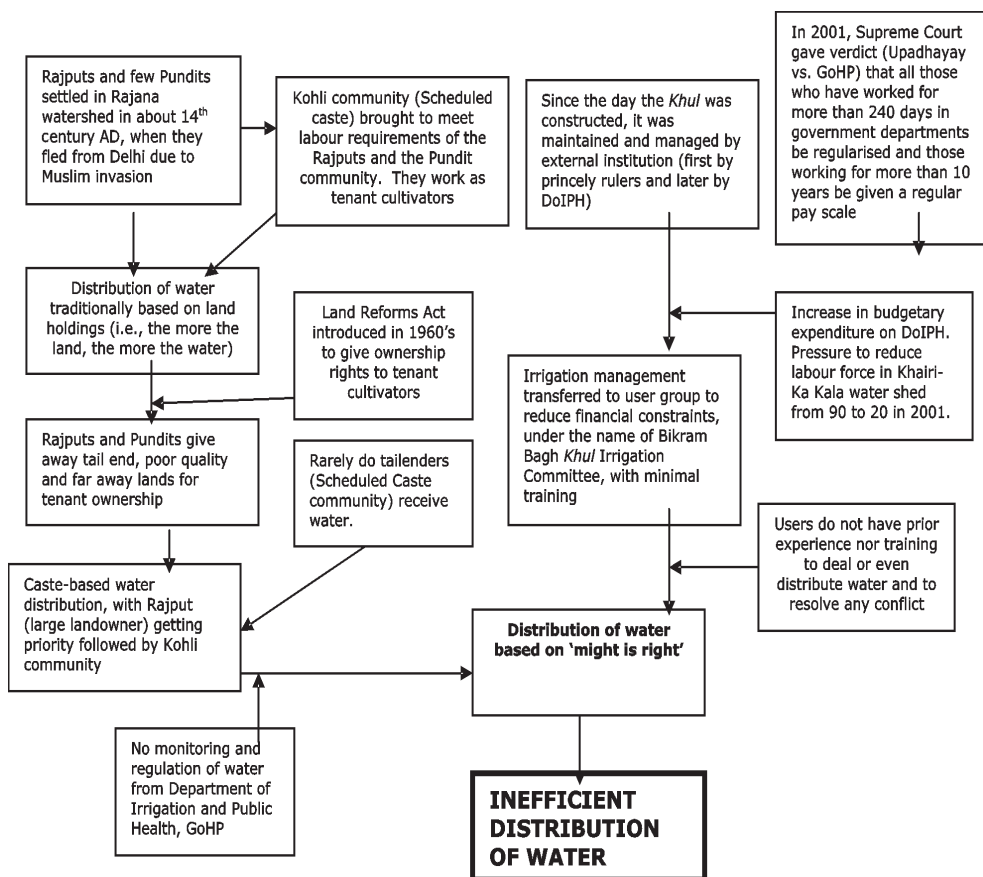 Rajputs and few Pundits
settled in Rajana
watershed in about 14th
century AD, when they
fled from Delhi due to
Muslim invasion
Kohli community (Scheduled
caste) brought to meet
labour requirements of the
Rajputs and the Pundit
community. They work as
tenant cultivators
Since the day the Khul was
constructed, it was
maintained and managed by
external institution (first by
princely rulers and later by
DoIPH)
In 2001, Supreme Court
gave verdict (Upadhayay
vs. GoHP) that all those
who have worked for
more than 240 days in
government departments
be regularised and those
working for more than 10
years be given a regular
pay scale
Distribution of water
traditionally based on land
holdings (i.e., the more the
land, the more the water)
Land Reforms Act
introduced in 1960's
to give ownership
rights to tenant
cultivators
Increase in budgetary
expenditure on DoIPH.
Pressure to reduce
labour force in Khairi-
Ka Kala water shed
from 90 to 20 in 2001.
Irrigation management
transferred to user group to
reduce financial constraints,
under the name of Bikram
Bagh Khul Irrigation
Committee, with minimal
training
Rajputs and Pundits give
away tail end, poor quality
and far away lands for
tenant ownership
Rarely do tailenders
(Scheduled Caste
community) receive
water.
Users do not have prior
experience nor training
to deal or even
distribute water and to
resolve any conflict
Caste-based water
distribution, with Rajput
(large landowner) getting
priority followed by Kohli
community
Distribution of water
based on 'might is right'
No monitoring and
regulation of water
from Department of
Irrigation and Public
Health, GoHP
INEFFICIENT
DISTRIBUTION
OF WATER